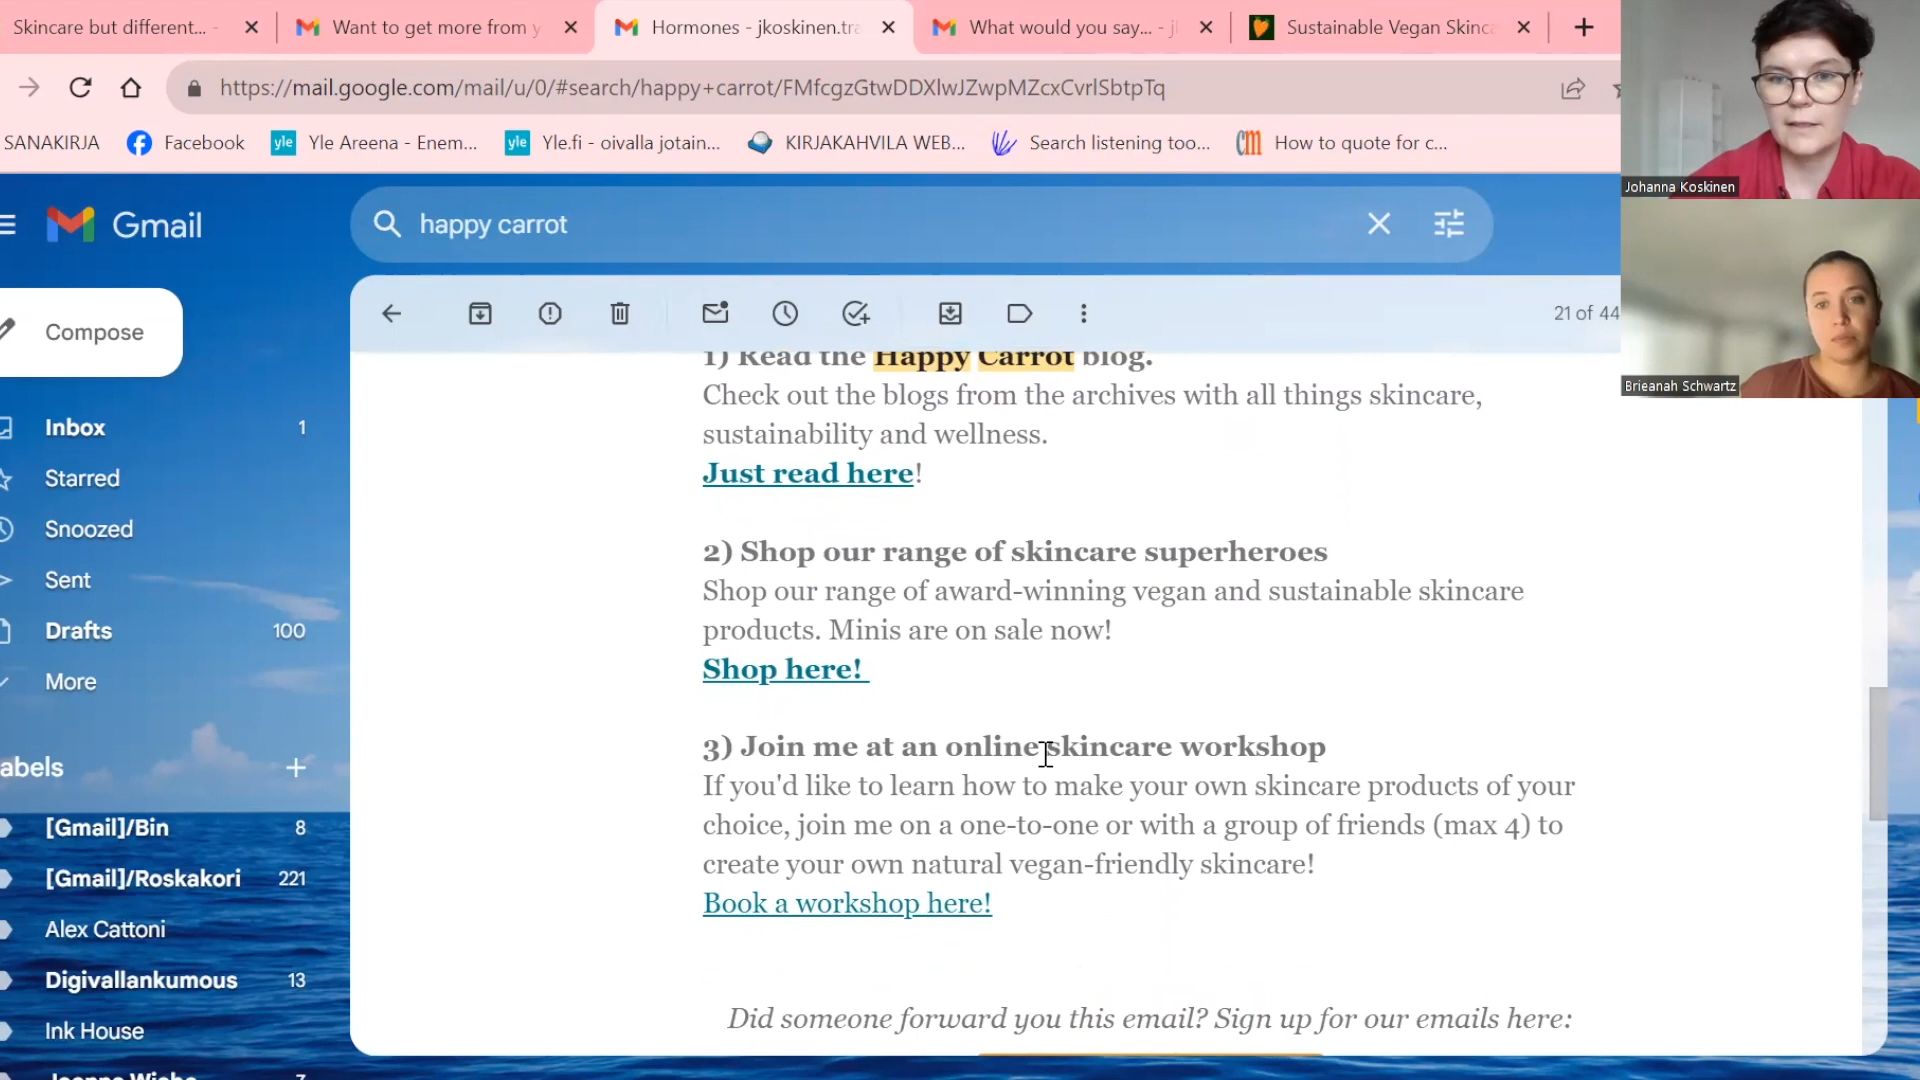 Skincare but different...
Want to get more from y
Hormones - jkoskinen.tra
What would you say... - j
Sustainable Vegan Skinca
https://mail.google.com/mail/u/0/#search/happy+carrot/FMfcgzGtwDDXlwJZwpMZcxCvrlSbtpTq
SANAKIRJA
Facebook
yle
Yle Areena - Enem...
yle
Yle.fi - oivalla jotain...
KIRJAKAHVILA WEB...
Search listening too...
How to quote for c...
Johanna Koskinen
Brieanah Schwartz
Gmail
happy carrot
Compose
21 of 44
Inbox 1
Starred
Snoozed
Sent
Drafts 100
More
abels
[Gmail]/Bin 8
[Gmail]/Roskakori 221
Alex Cattoni
Digivallankumous 13
Ink House
Joanna Wiebe 7
1) Read the Happy Carrot blog.
Check out the blogs from the archives with all things skincare,
sustainability and wellness.
Just read here!
2) Shop our range of skincare superheroes
Shop our range of award-winning vegan and sustainable skincare
products. Minis are on sale now!
Shop here!
3) Join me at an online skincare workshop
If you'd like to learn how to make your own skincare products of your
choice, join me on a one-to-one or with a group of friends (max 4) to
create your own natural vegan-friendly skincare!
Book a workshop here!
Did someone forward you this email? Sign up for our emails here: